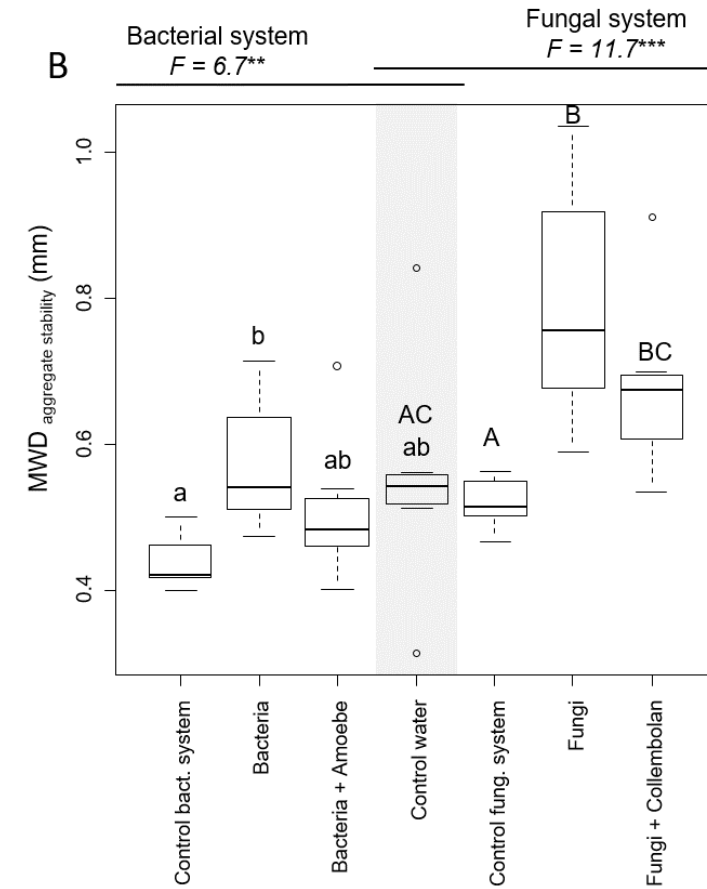 B
Bacterial system
F = 6.7**
Fungal system
F = 11.7***
MWD aggregate stability (mm)
1.0
0.8
0.6
0.4
a
b
ab
AC
ab
A
B
BC
Control bact. system
Bacteria
Bacteria + Amoebe
Control water
Control fung. system
Fungi
Fungi + Collembolan